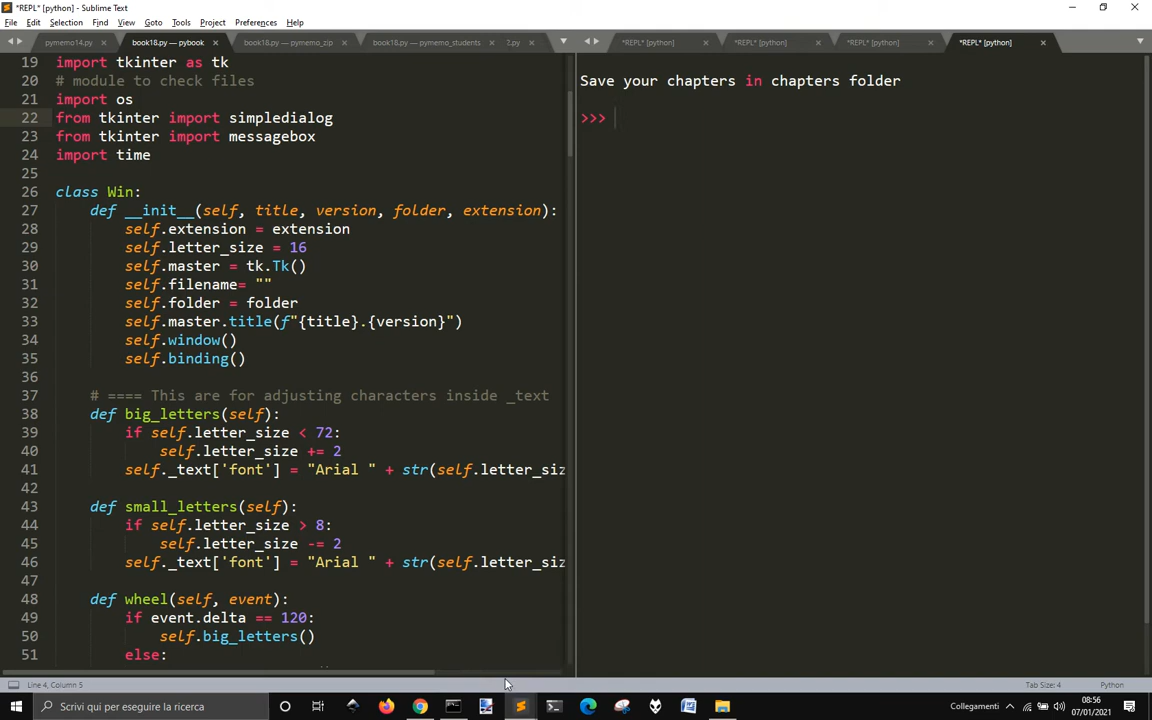 *REPL* [python] - Sublime Text
File Edit Selection Find View Goto Tools Project Preferences Help
pymemo14.py book18.py — pybook book18.py — pymemo_zip book18.py — pymemo_students ?.py *REPL* [python] *REPL* [python] *REPL* [python] *REPL* [python]
19 import tkinter as tk
20 # module to check files
21 import os
22 from tkinter import simpledialog
23 from tkinter import messagebox
24 import time
25
26 class Win:
27 def __init__(self, title, version, folder, extension):
28 self.extension = extension
29 self.letter_size = 16
30 self.master = tk.Tk()
31 self.filename= ""
32 self.folder = folder
33 self.master.title(f"{title}.{version}")
34 self.window()
35 self.binding()
36
37 # ==== This are for adjusting characters inside _text
38 def big_letters(self):
39 if self.letter_size < 72:
40 self.letter_size += 2
41 self._text['font'] = "Arial " + str(self.letter_siz
42
43 def small_letters(self):
44 if self.letter_size > 8:
45 self.letter_size -= 2
46 self._text['font'] = "Arial " + str(self.letter_siz
47
48 def wheel(self, event):
49 if event.delta == 120:
50 self.big_letters()
51 else:
Save your chapters in chapters folder
>>>
Line 4, Column 5 Tab Size: 4 Python
Scrivi qui per eseguire la ricerca Collegamenti 08:56
07/01/2021